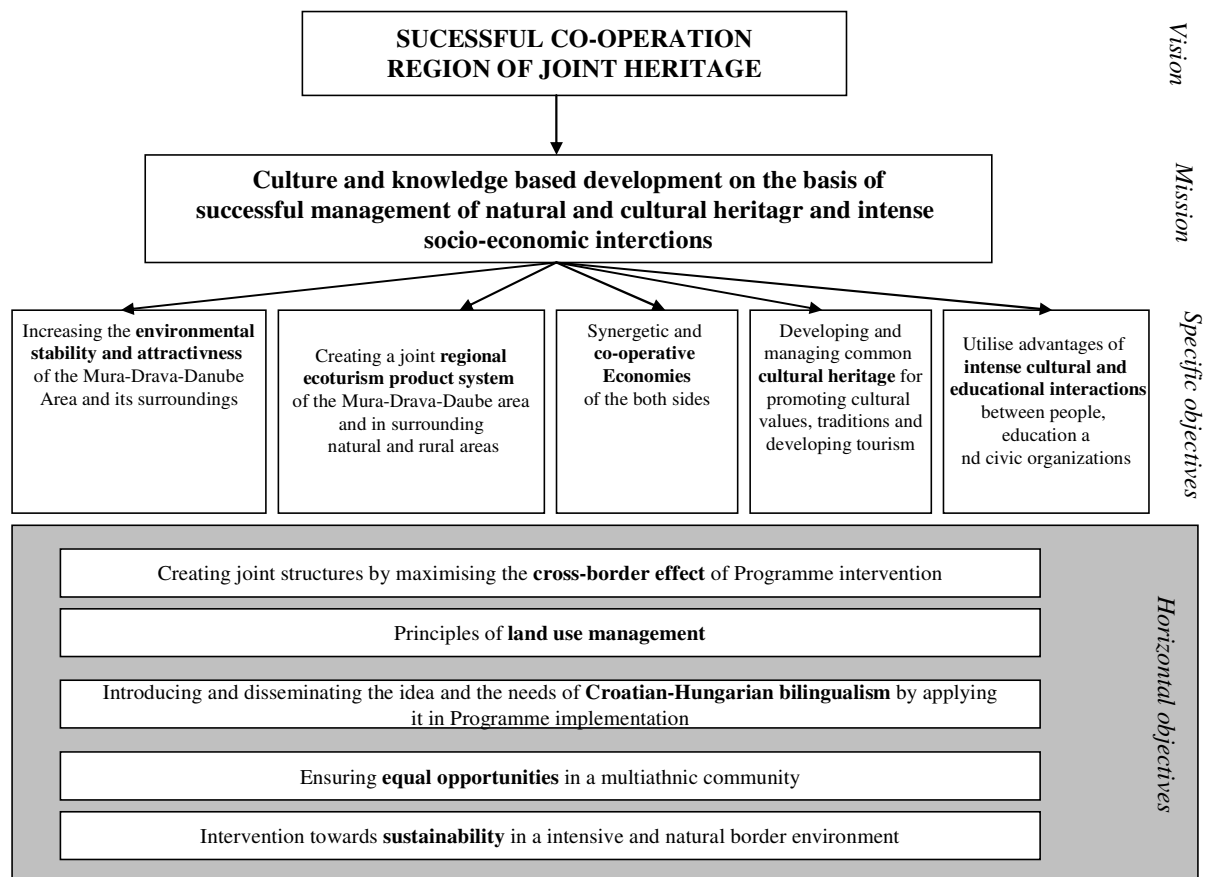 SUCESSFUL CO-OPERATION
REGION OF JOINT HERITAGE
Vision
Culture and knowledge based development on the basis of
successful management of natural and cultural heritagr and intense
socio-economic interctions
Mission
Increasing the environmental
stability and attractivness
of the Mura-Drava-Danube
Area and its surroundings
Creating a joint regional
ecoturism product system
of the Mura-Drava-Daube area
and in surrounding
natural and rural areas
Synergetic and
co-operative
Economies
of the both sides
Developing and
managing common
cultural heritage for
promoting cultural
values, traditions and
developing tourism
Utilise advantages of
intense cultural and
educational interactions
between people,
education a
nd civic organizations
Specific objectives
Creating joint structures by maximising the cross-border effect of Programme intervention
Principles of land use management
Introducing and disseminating the idea and the needs of Croatian-Hungarian bilingualism by applying
it in Programme implementation
Ensuring equal opportunities in a multiathnic community
Intervention towards sustainability in a intensive and natural border environment
Horizontal objectives